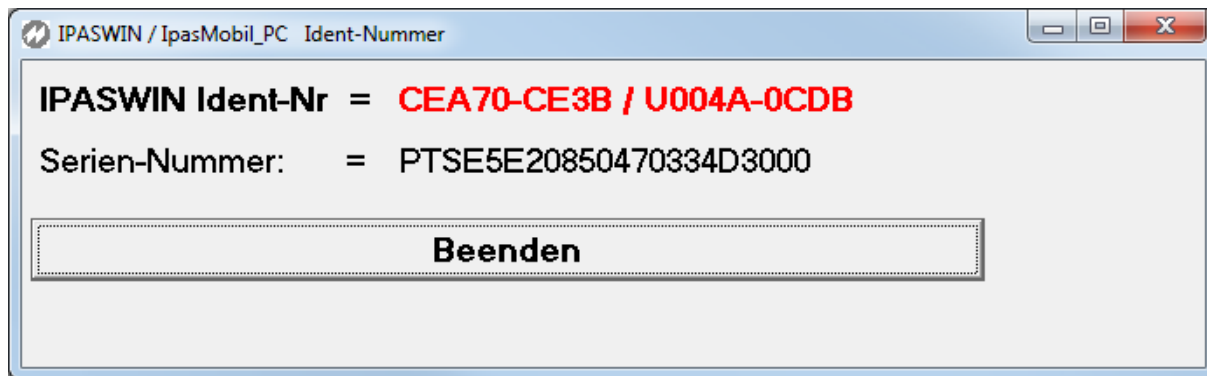 IPASWIN / IpasMobil_PC Ident-Nummer
IPASWIN Ident-Nr = CEA70-CE3B / U004A-0CDB
Serien-Nummer: = PTSE5E20850470334D3000
Beenden